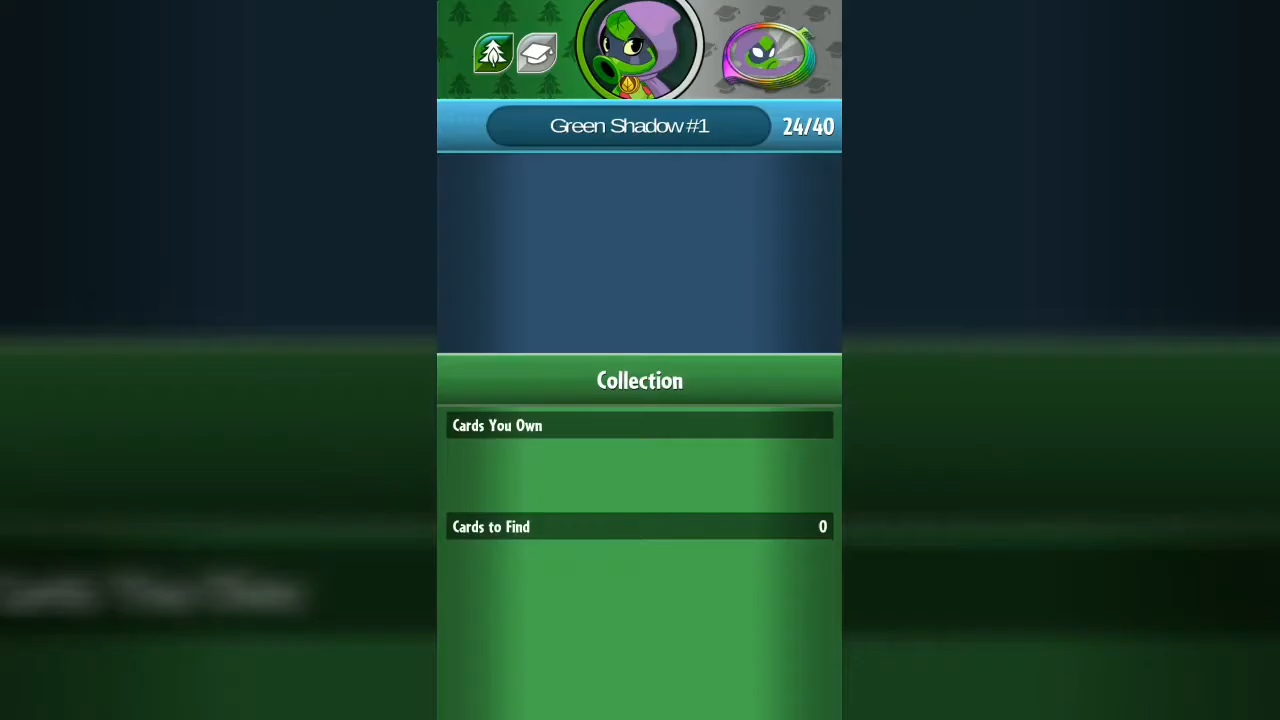 Green Shadow #1
24/40
Collection
Cards You Own
Cards to Find
0